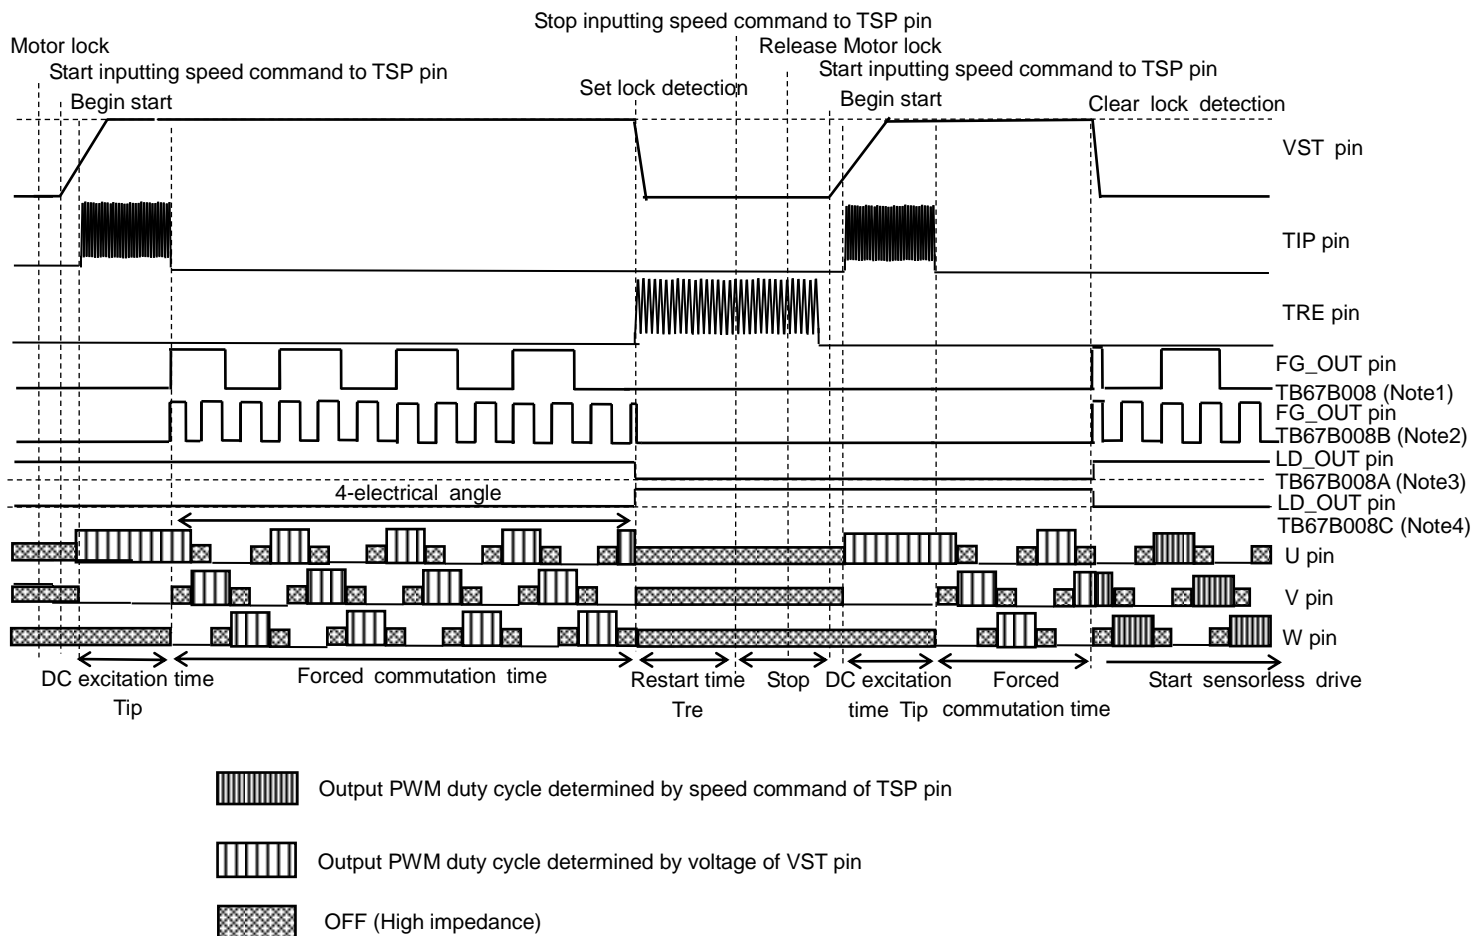 Stop inputting speed command to TSP pin
Motor lock
Release Motor lock
Start inputting speed command to TSP pin
Start inputting speed command to TSP pin
Begin start
Set lock detection
Begin start
Clear lock detection
VST pin
TIP pin
TRE pin
FG_OUT pin
TB67B008 (Note1)
FG_OUT pin
TB67B008B (Note2)
LD_OUT pin
TB67B008A (Note3)
LD_OUT pin
TB67B008C (Note4)
4-electrical angle
U pin
V pin
W pin
DC excitation time
Tip
Forced commutation time
Restart time
Tre
Stop
DC excitation
time Tip
Forced
commutation time
Start sensorless drive
Output PWM duty cycle determined by speed command of TSP pin
Output PWM duty cycle determined by voltage of VST pin
OFF (High impedance)